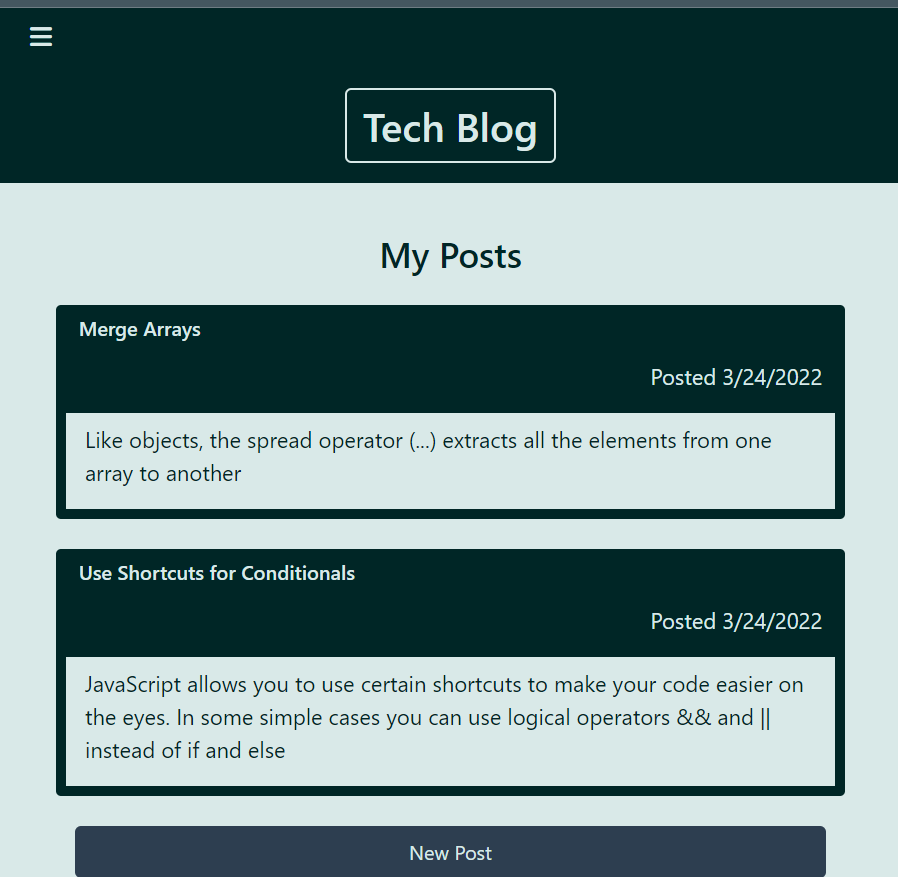 Tech Blog
My Posts
Merge Arrays
Posted 3/24/2022
Like objects, the spread operator (...) extracts all the elements from one
array to another
Use Shortcuts for Conditionals
Posted 3/24/2022
JavaScript allows you to use certain shortcuts to make your code easier on
the eyes. In some simple cases you can use logical operators && and ||
instead of if and else
New Post